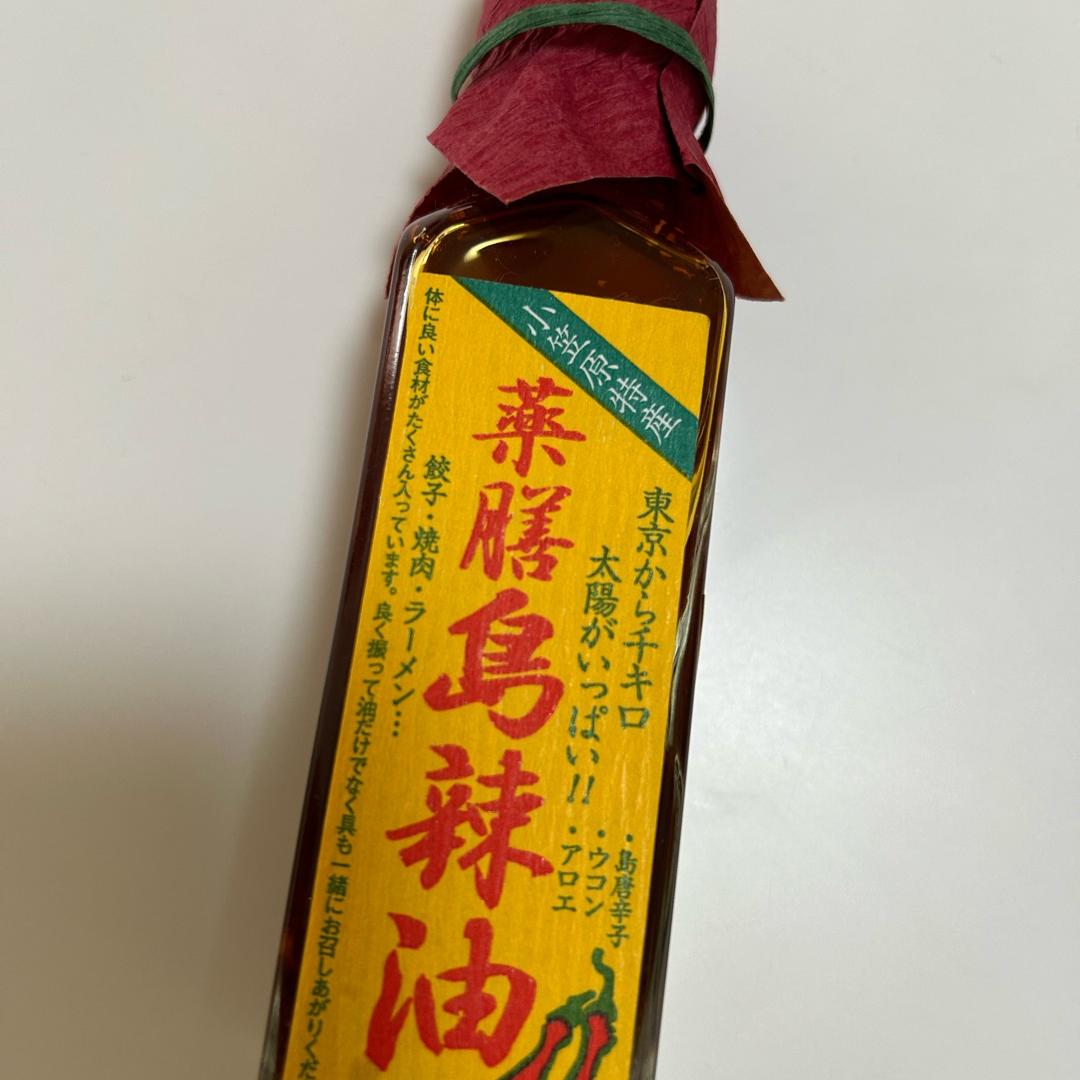 小笠原特産
東京から千キロ
太陽がいっぱい!!
・島唐辛子
・ウコン
・アロエ
薬膳島辣油
餃子・焼肉・ラーメン…
体に良い食材がたくさん入っています。良く振って油だけでなく具も一緒にお召しあがりくだ